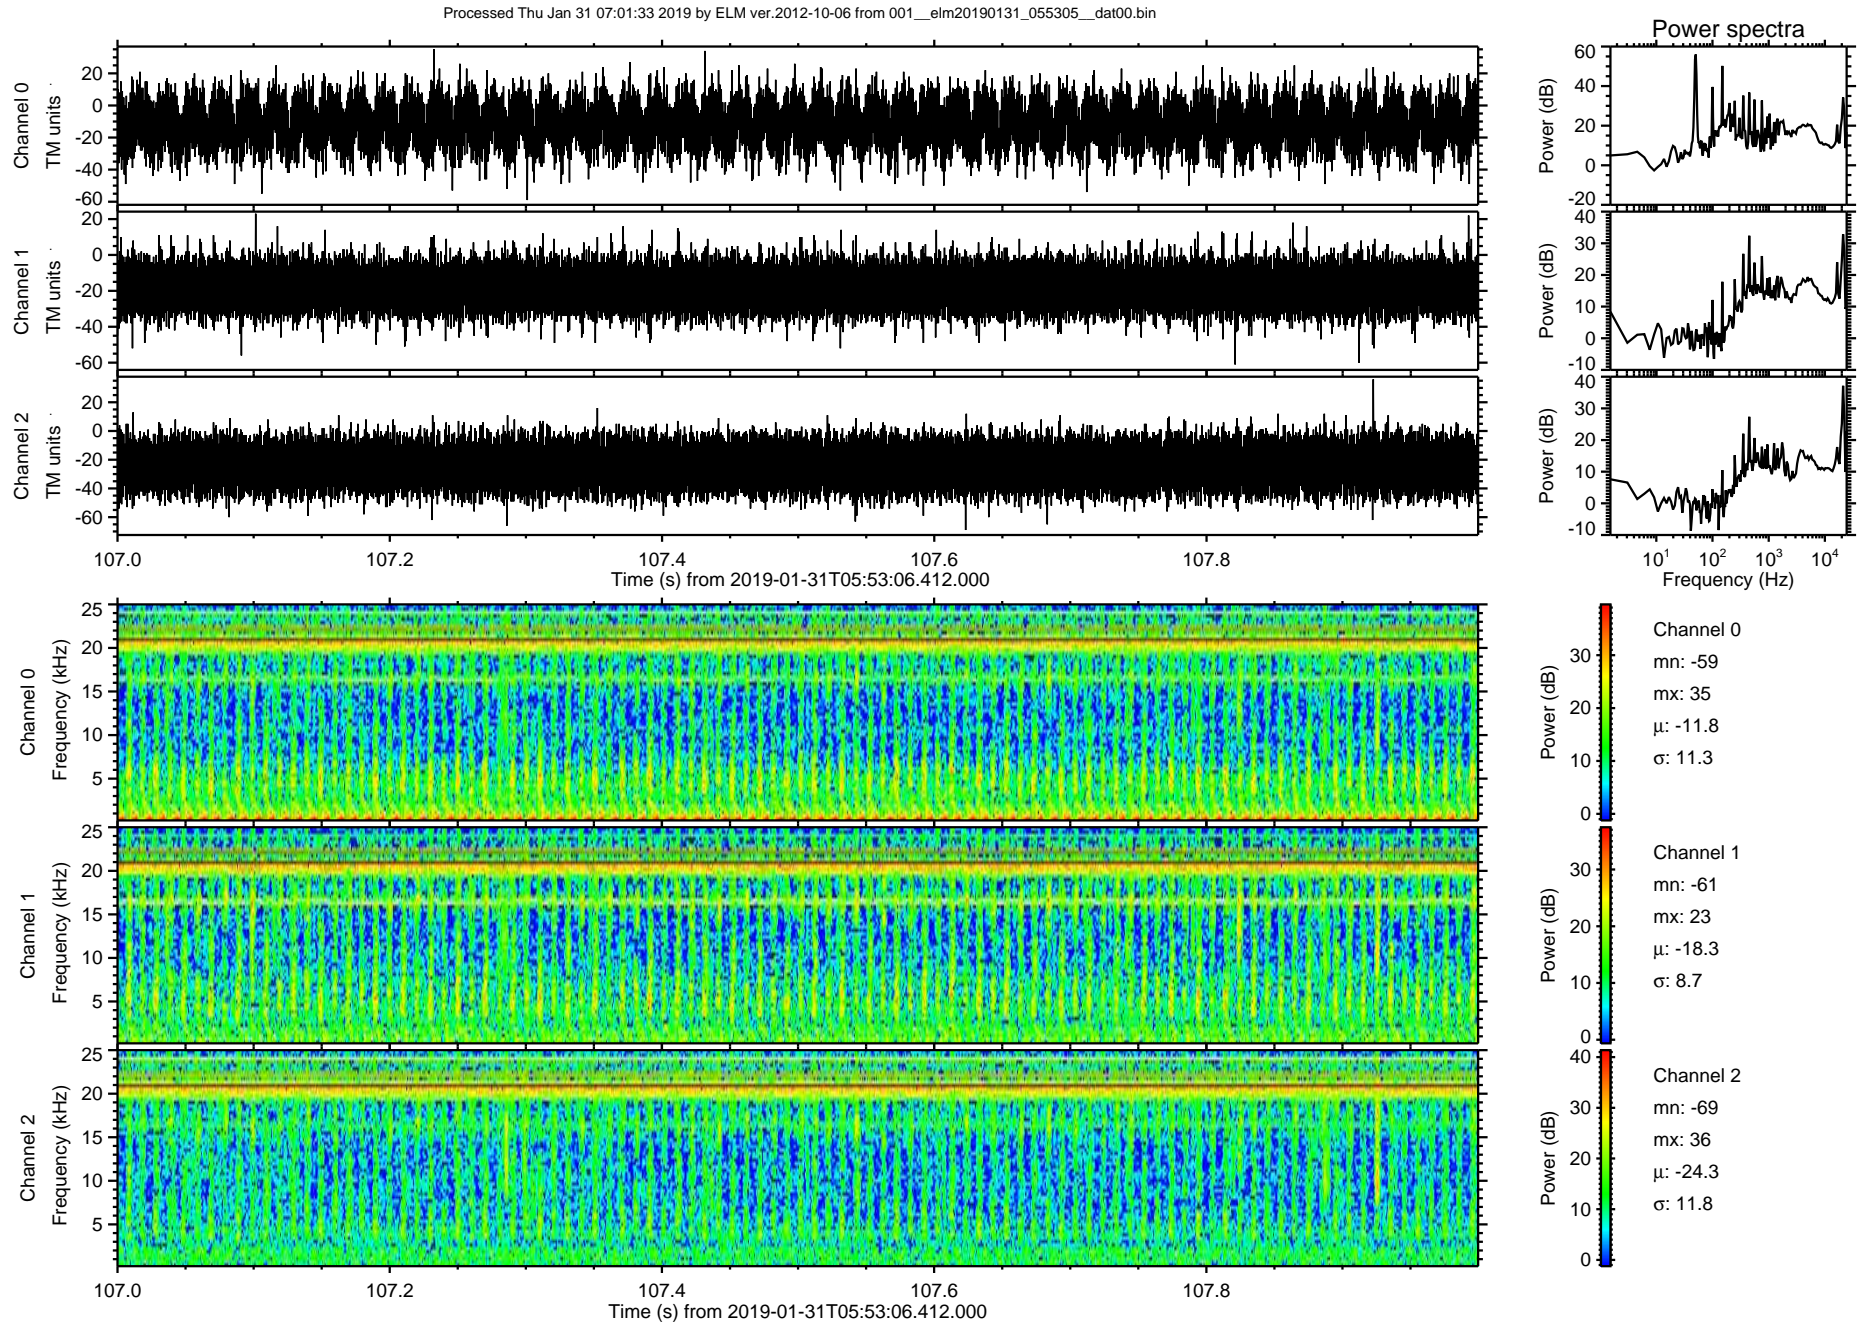 Processed Thu Jan 31 07:01:33 2019 by ELM ver.2012-10-06 from 001__elm20190131_055305__dat00.bin
Power spectra
Channel 0
TM units
20
0
-20
-40
-60
Power (dB)
60
40
20
0
-20
Channel 1
TM units
20
0
-20
-40
-60
Power (dB)
40
30
20
10
0
-10
Channel 2
TM units
20
0
-20
-40
-60
Power (dB)
40
30
20
10
0
-10
107.0 107.2 107.4 107.6 107.8
Time (s) from 2019-01-31T05:53:06.412.000
10¹ 10² 10³ 10⁴
Frequency (Hz)
Channel 0
Frequency (kHz)
25
20
15
10
5
Power (dB)
30
20
10
0
Channel 0
mn: -59
mx: 35
μ: -11.8
σ: 11.3
Channel 1
Frequency (kHz)
25
20
15
10
5
Power (dB)
30
20
10
0
Channel 1
mn: -61
mx: 23
μ: -18.3
σ: 8.7
Channel 2
Frequency (kHz)
25
20
15
10
5
Power (dB)
40
30
20
10
0
Channel 2
mn: -69
mx: 36
μ: -24.3
σ: 11.8
107.0 107.2 107.4 107.6 107.8
Time (s) from 2019-01-31T05:53:06.412.000